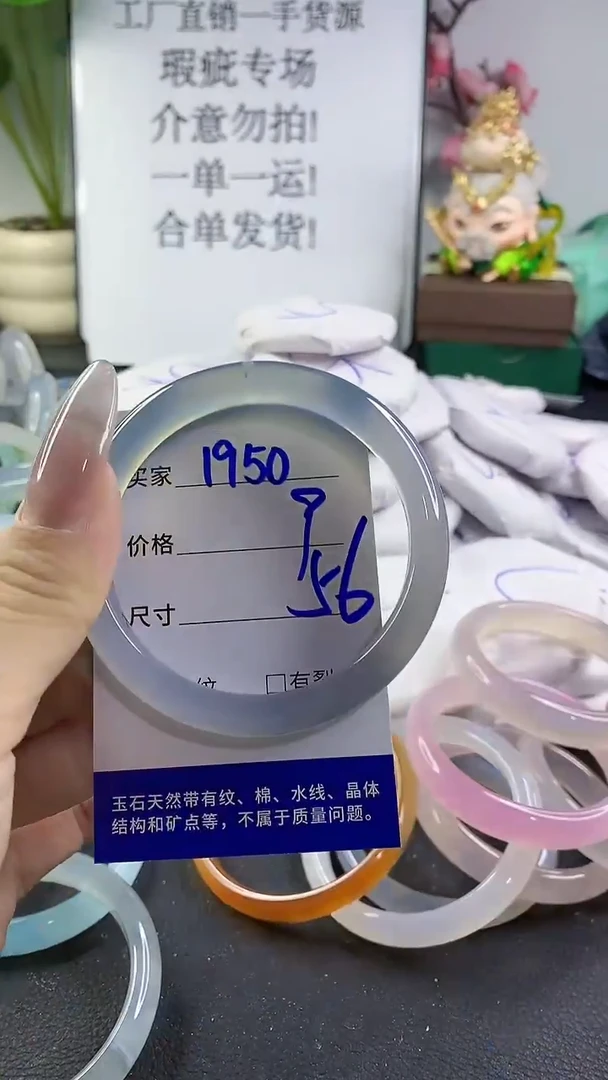 工厂直销一手货源
瑕疵专场
介意勿拍!
一单一运!
合单发货!
买家 1950
价格
尺寸 56
纹 □有裂
玉石天然带有纹、棉、水线、晶体
结构和矿点等，不属于质量问题。